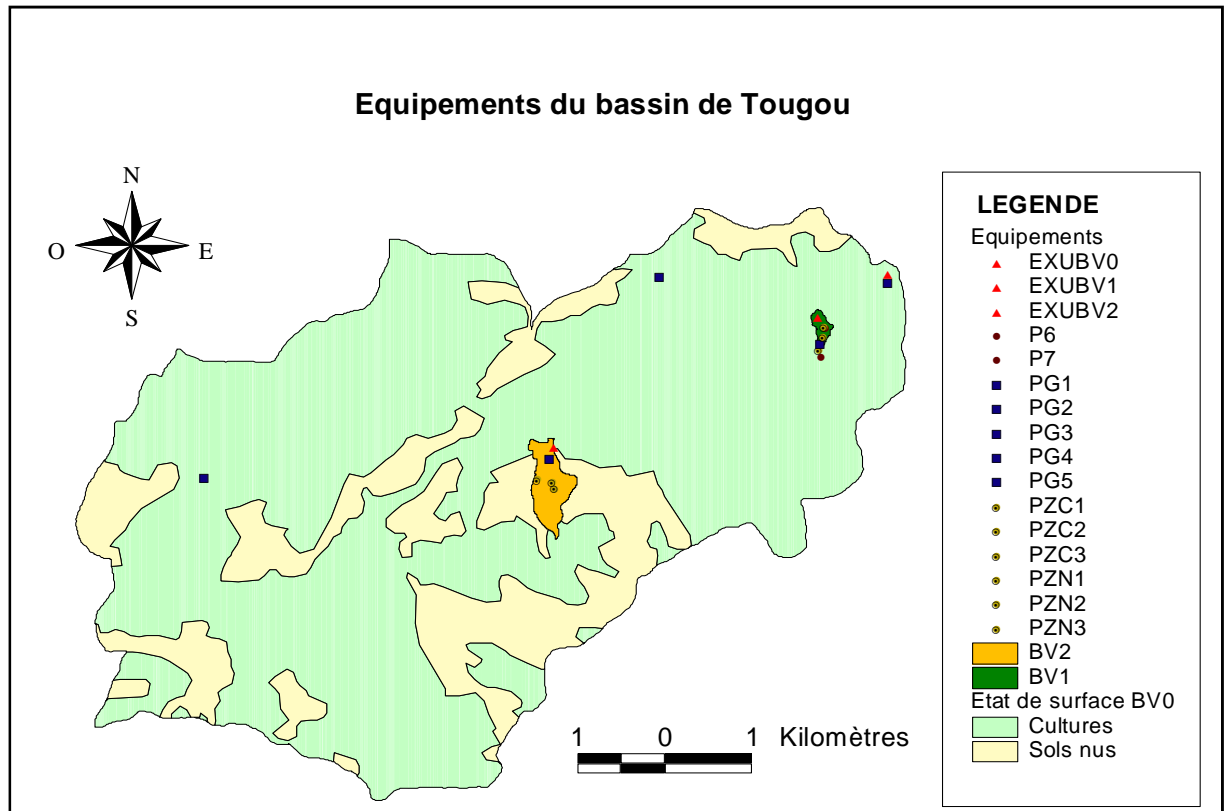 Equipements du bassin de Tougou
N
O
E
S
LEGENDE
Equipements
EXUBV0
EXUBV1
EXUBV2
P6
P7
PG1
PG2
PG3
PG4
PG5
PZC1
PZC2
PZC3
PZN1
PZN2
PZN3
BV2
BV1
Etat de surface BV0
Cultures
Sols nus
1 0 1 Kilomètres